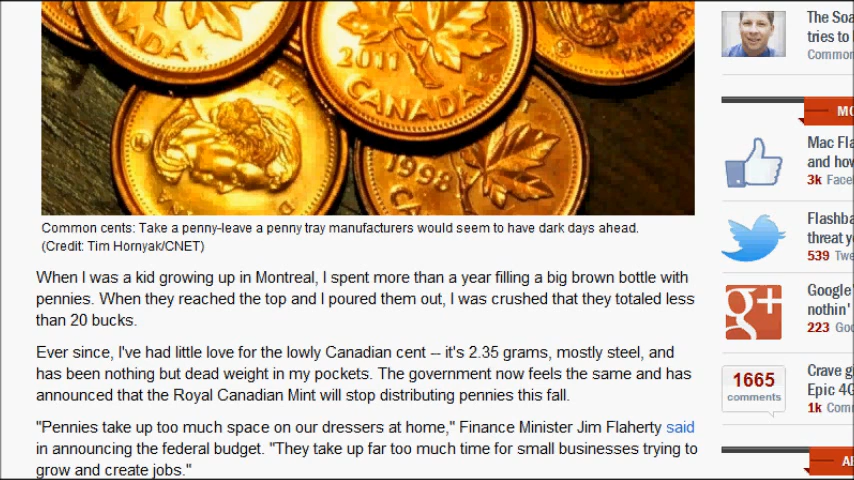 CANADA
2011
CANADA
1998
Common cents: Take a penny-leave a penny tray manufacturers would seem to have dark days ahead.
(Credit: Tim Hornyak/CNET)
When I was a kid growing up in Montreal, I spent more than a year filling a big brown bottle with
pennies. When they reached the top and I poured them out, I was crushed that they totaled less
than 20 bucks.
Ever since, I've had little love for the lowly Canadian cent -- it's 2.35 grams, mostly steel, and
has been nothing but dead weight in my pockets. The government now feels the same and has
announced that the Royal Canadian Mint will stop distributing pennies this fall.
"Pennies take up too much space on our dressers at home," Finance Minister Jim Flaherty said
in announcing the federal budget. "They take up far too much time for small businesses trying to
grow and create jobs."
The Soa
tries to
Common
MO
Mac Fla
and how
3k Face
Flashba
threat y
539 Twe
g+
Google'
nothin'
223 Goo
1665
comments
Crave g
Epic 4G
1k Com